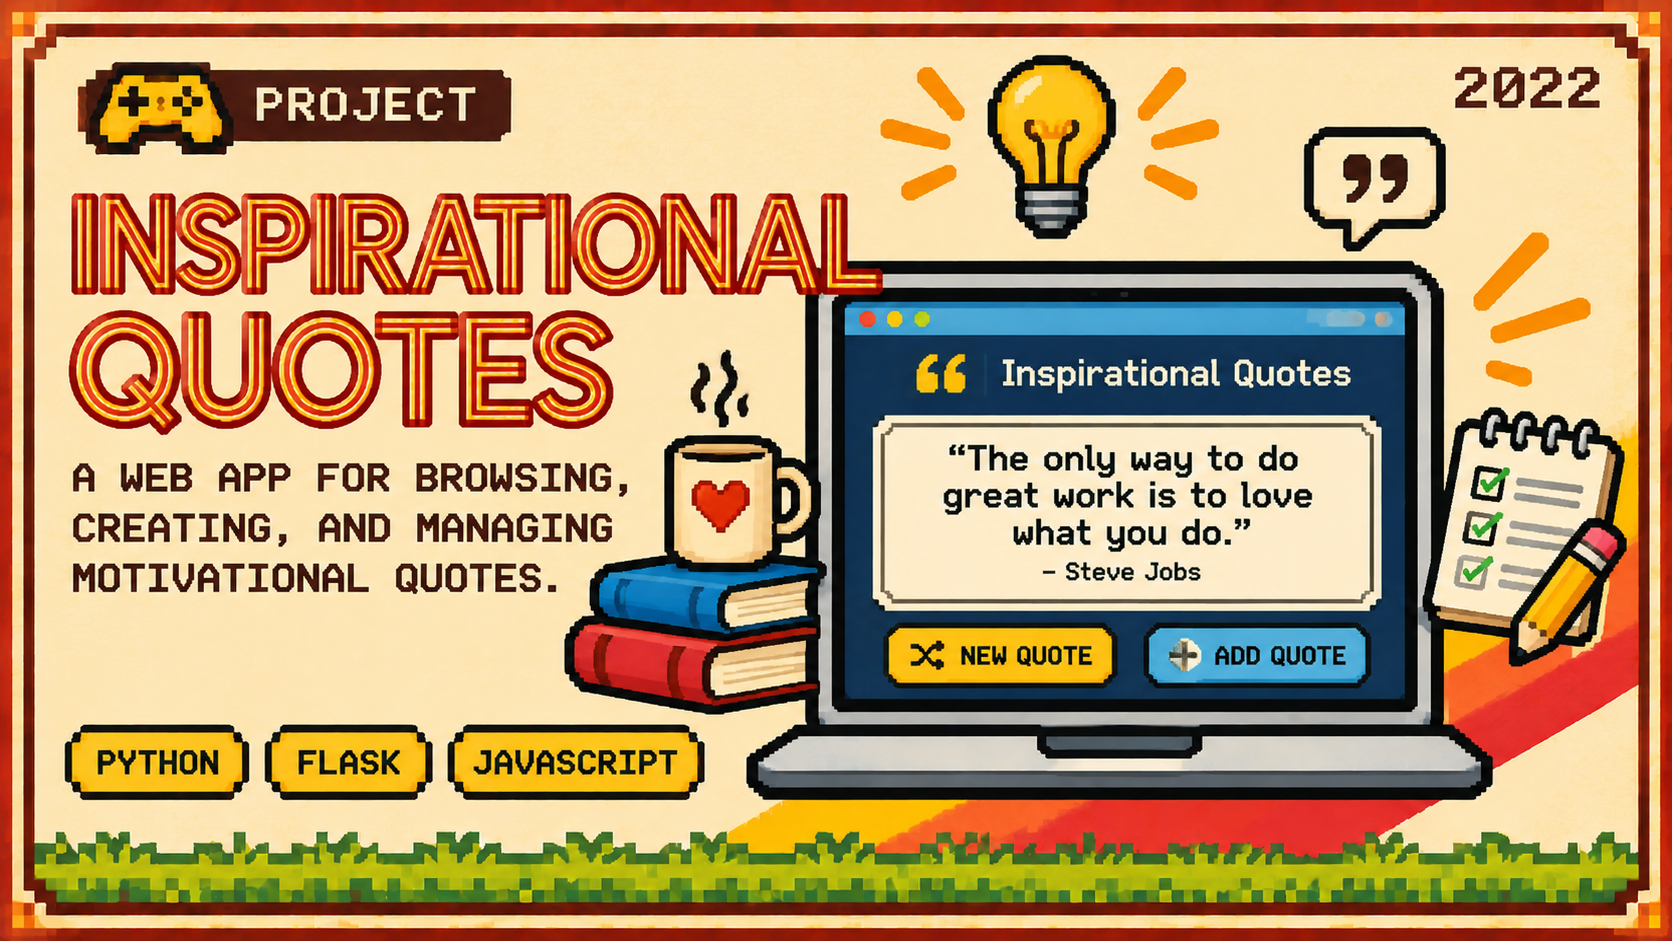 PROJECT
2022
INSPIRATIONAL
QUOTES
A WEB APP FOR BROWSING,
CREATING, AND MANAGING
MOTIVATIONAL QUOTES.
PYTHON
FLASK
JAVASCRIPT
”
“ Inspirational Quotes
“The only way to do
great work is to love
what you do.”
– Steve Jobs
NEW QUOTE
ADD QUOTE